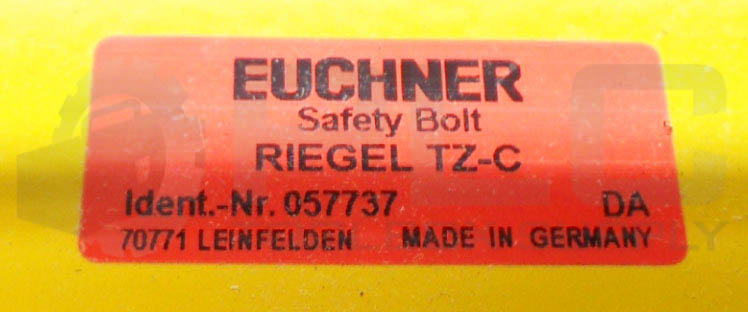 EUCHNER
Safety Bolt
RIEGEL TZ-C
Ident.-Nr. 057737 DA
70771 LEINFELDEN MADE IN GERMANY